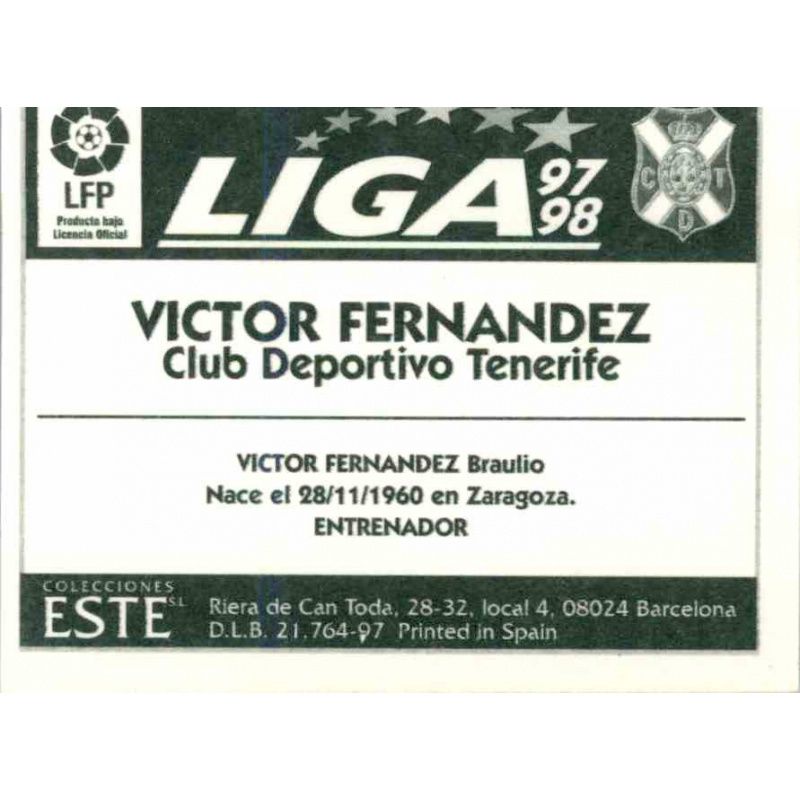 LFP
Producto bajo
Licencia Oficial
LIGA 97
98
C T
D
VICTOR FERNANDEZ
Club Deportivo Tenerife
VICTOR FERNANDEZ Braulio
Nace el 28/11/1960 en Zaragoza.
ENTRENADOR
COLECCIONES
ESTE SL
Riera de Can Toda, 28-32, local 4, 08024 Barcelona
D.L.B. 21.764-97 Printed in Spain